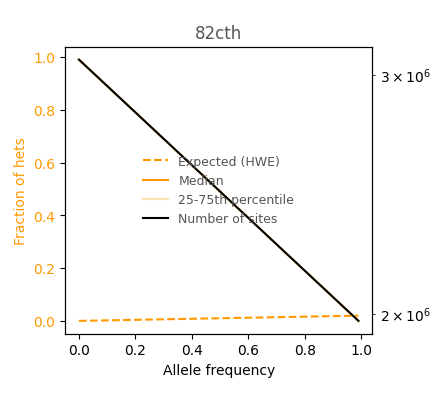 82cth
1.0
0.8
0.6
0.4
0.2
0.0
Fraction of hets
3 × 10⁶
2 × 10⁶
Expected (HWE)
Median
25-75th percentile
Number of sites
0.0 0.2 0.4 0.6 0.8 1.0
Allele frequency